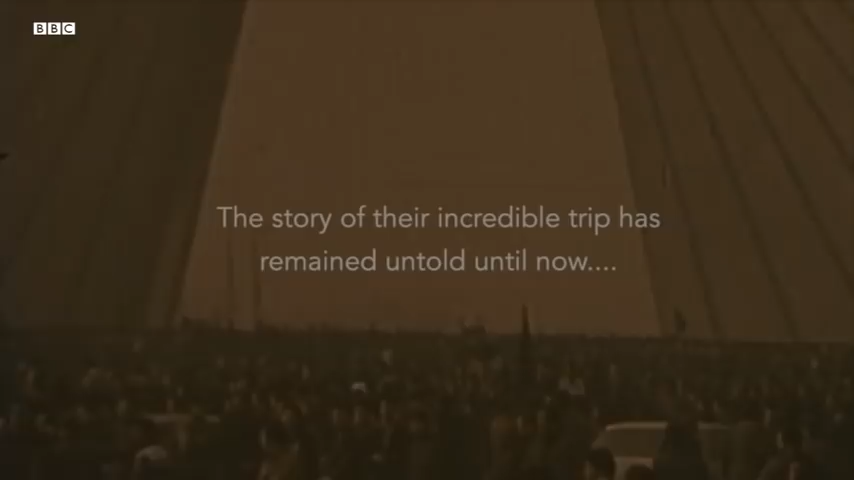 BBC
The story of their incredible trip has
remained untold until now....